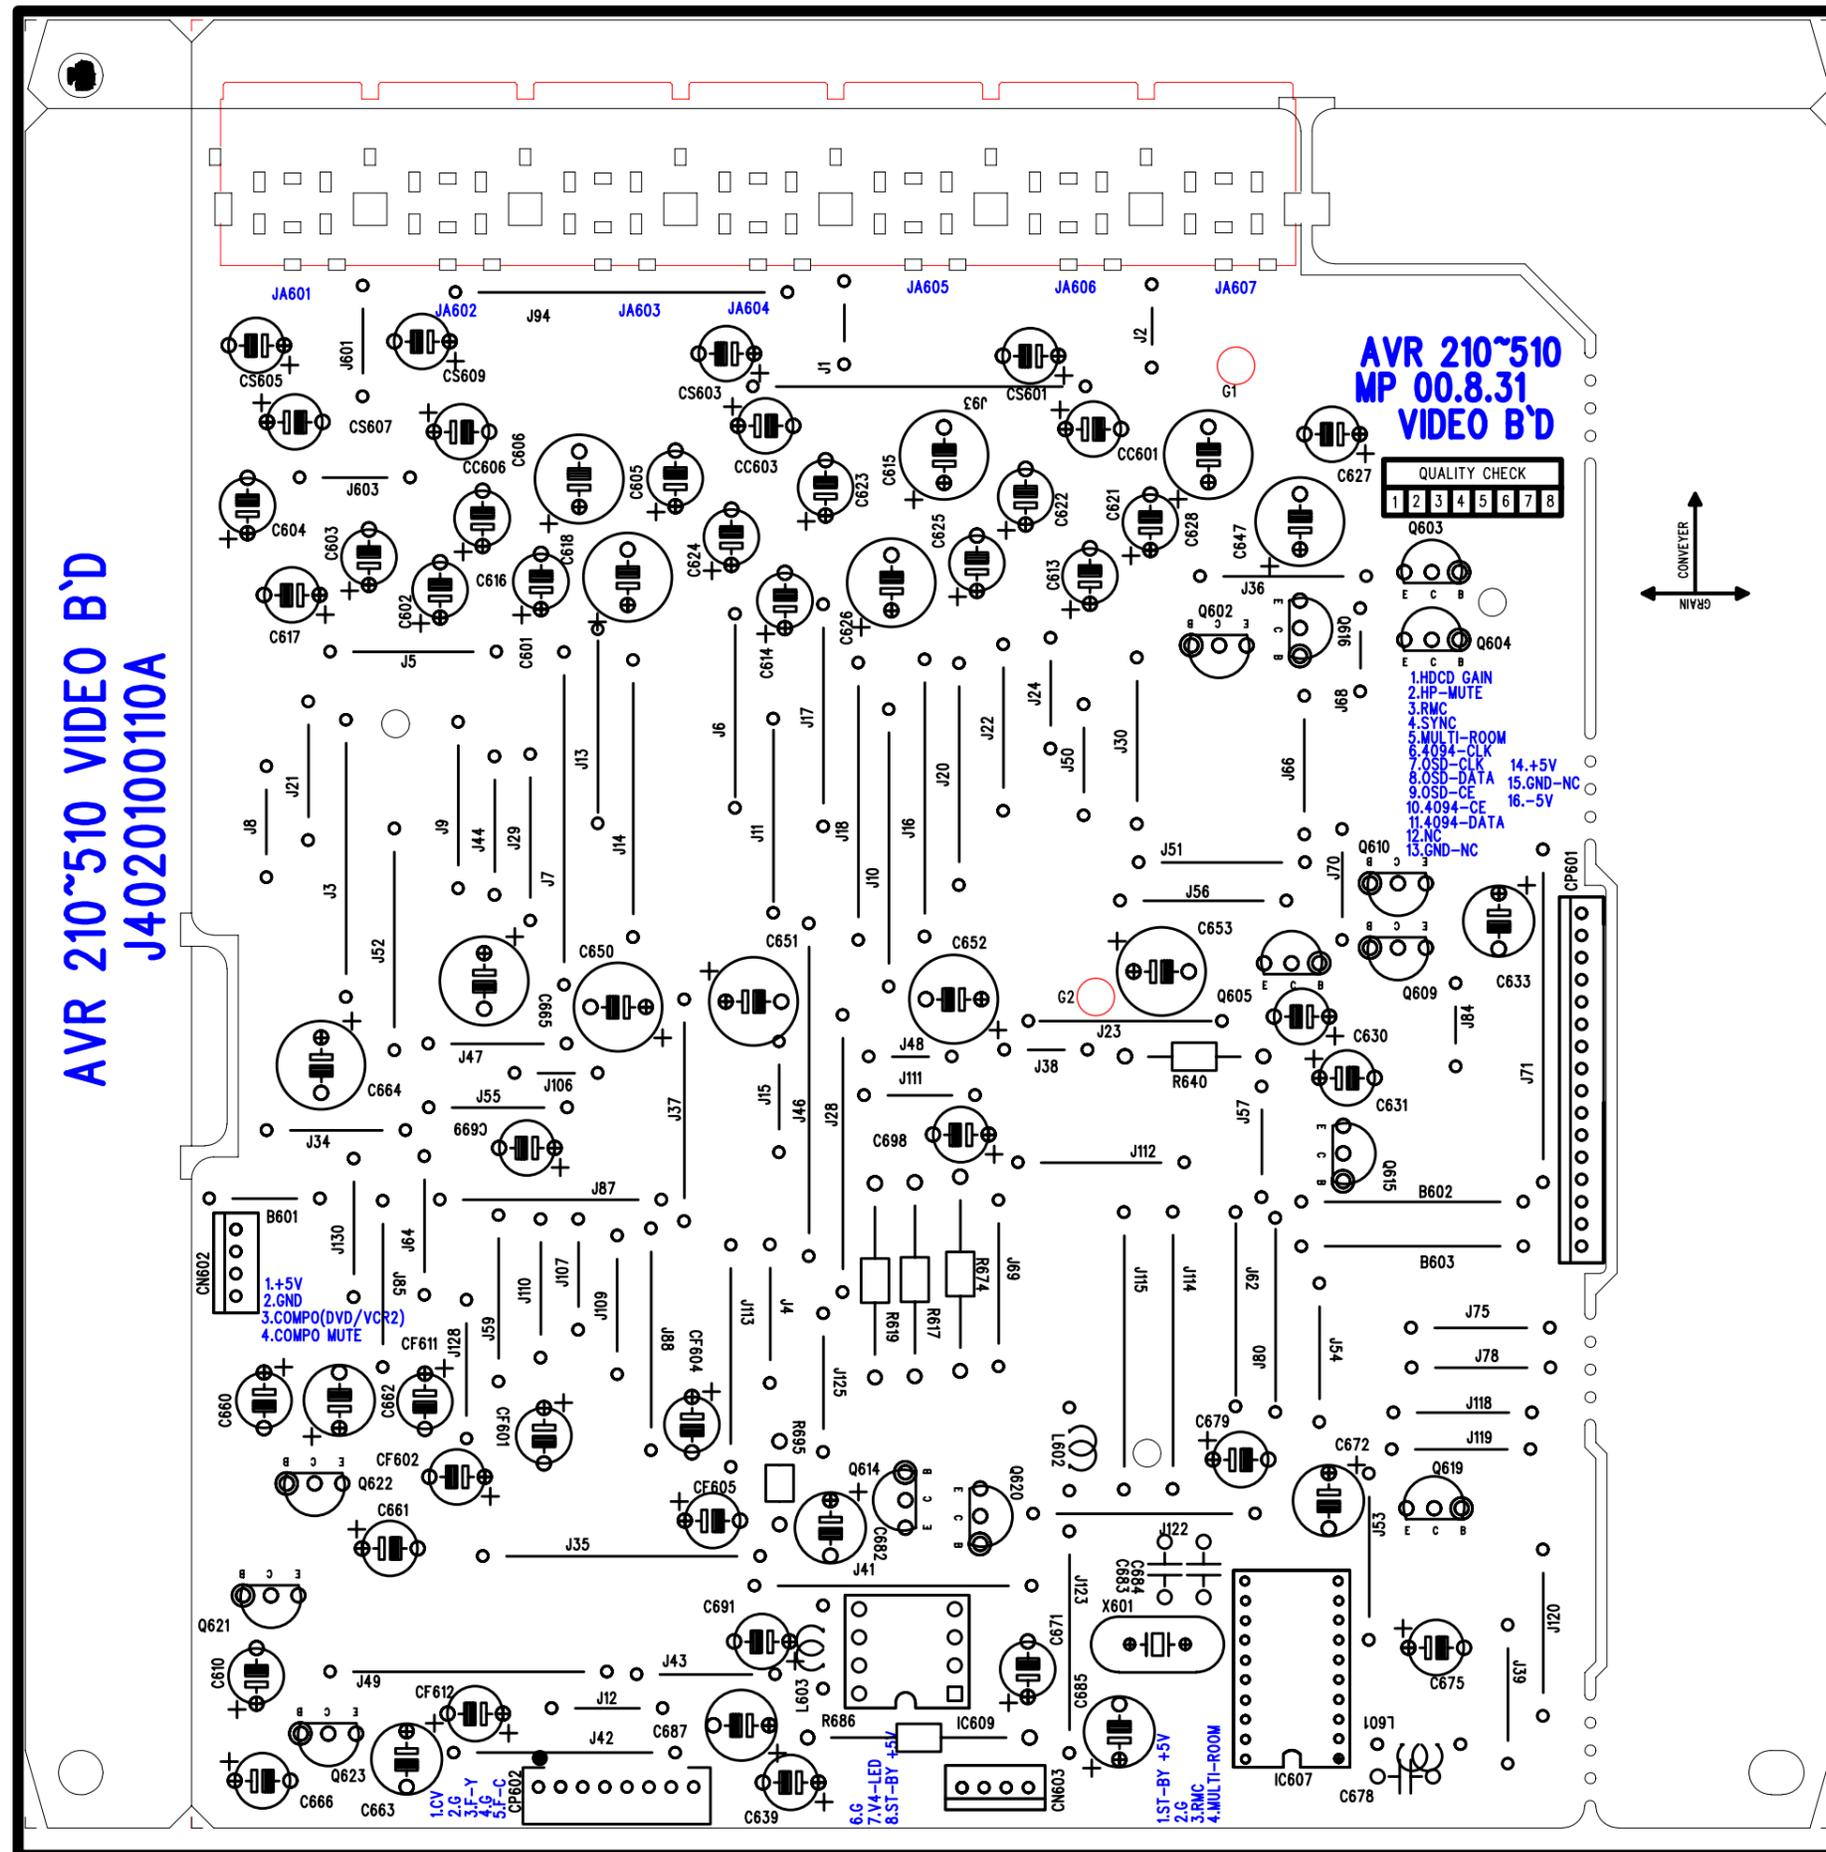 JA601
JA602
JA603
JA604
JA605
JA606
JA607
J94
J601
J1
J2
CS605
CS609
CS603
CS601
G1
AVR 210~510
MP 00.8.31
VIDEO B`D
CS607
J93
CC606
C606
C605
CC603
C623
C615
CC601
C627
QUALITY CHECK
1 2 3 4 5 6 7 8
J603
C604
C603
C616
C618
C624
C625
C622
C621
C628
C647
Q603
CONVEYER
GRAIN
E C B
C617
C602
C601
C614
C626
C613
J36
Q602
B C E
E C B
Q616
Q604
E C B
J5
J68
1.HDCD GAIN
2.HP-MUTE
3.RMC
4.SYNC
5.MULTI-ROOM
6.4094-CLK
7.OSD-CLK
8.OSD-DATA
9.OSD-CE
10.4094-CE
11.4094-DATA
12.NC
13.GND-NC
14.+5V
15.GND-NC
16.-5V
AVR 210~510 VIDEO B`D
J4020100110A
J8
J21
J3
J52
J9
J44
J29
J7
J13
J14
J6
J11
J17
J18
J10
J16
J20
J22
J24
J50
J30
J66
J51
J56
J70
Q610
B C E
B C E
Q609
CP601
C633
C650
C651
C652
C653
C665
G2
Q605
E C B
J23
C630
J84
J47
C664
J106
J55
C699
J37
J15
J46
J28
J48
J111
J38
R640
J57
C631
J71
J34
C698
J112
E C B
Q615
B601
J87
B602
B603
CN602
1.+5V
2.GND
3.COMPO(DVD/VCR2)
4.COMPO MUTE
J130
J85
J64
J128
J59
J110
J107
J109
J88
J113
J4
J125
R619
R617
R674
J69
J115
J114
J62
J80
J54
J75
J78
J118
J119
CF611
CF604
C660
C692
CF602
CF601
R695
L602
C679
C672
Q619
E C B
B C E
Q622
C661
CF605
Q614
B C E
C682
Q620
E C B
J122
J53
J35
J41
C683
C684
B C E
Q621
X601
J123
C691
C671
C610
J49
J43
CF612
J12
L603
C685
C675
J39
J120
B C E
Q623
C687
R686
IC609
J42
L601
C666
C663
1.CV
2.G
3.F-Y
4.G
5.F-C
CP602
C639
6.G
7.V4-LED
8.ST-BY +5V
CN603
1.ST-BY +5V
2.G
3.RMC
4.MULTI-ROOM
IC607
C678